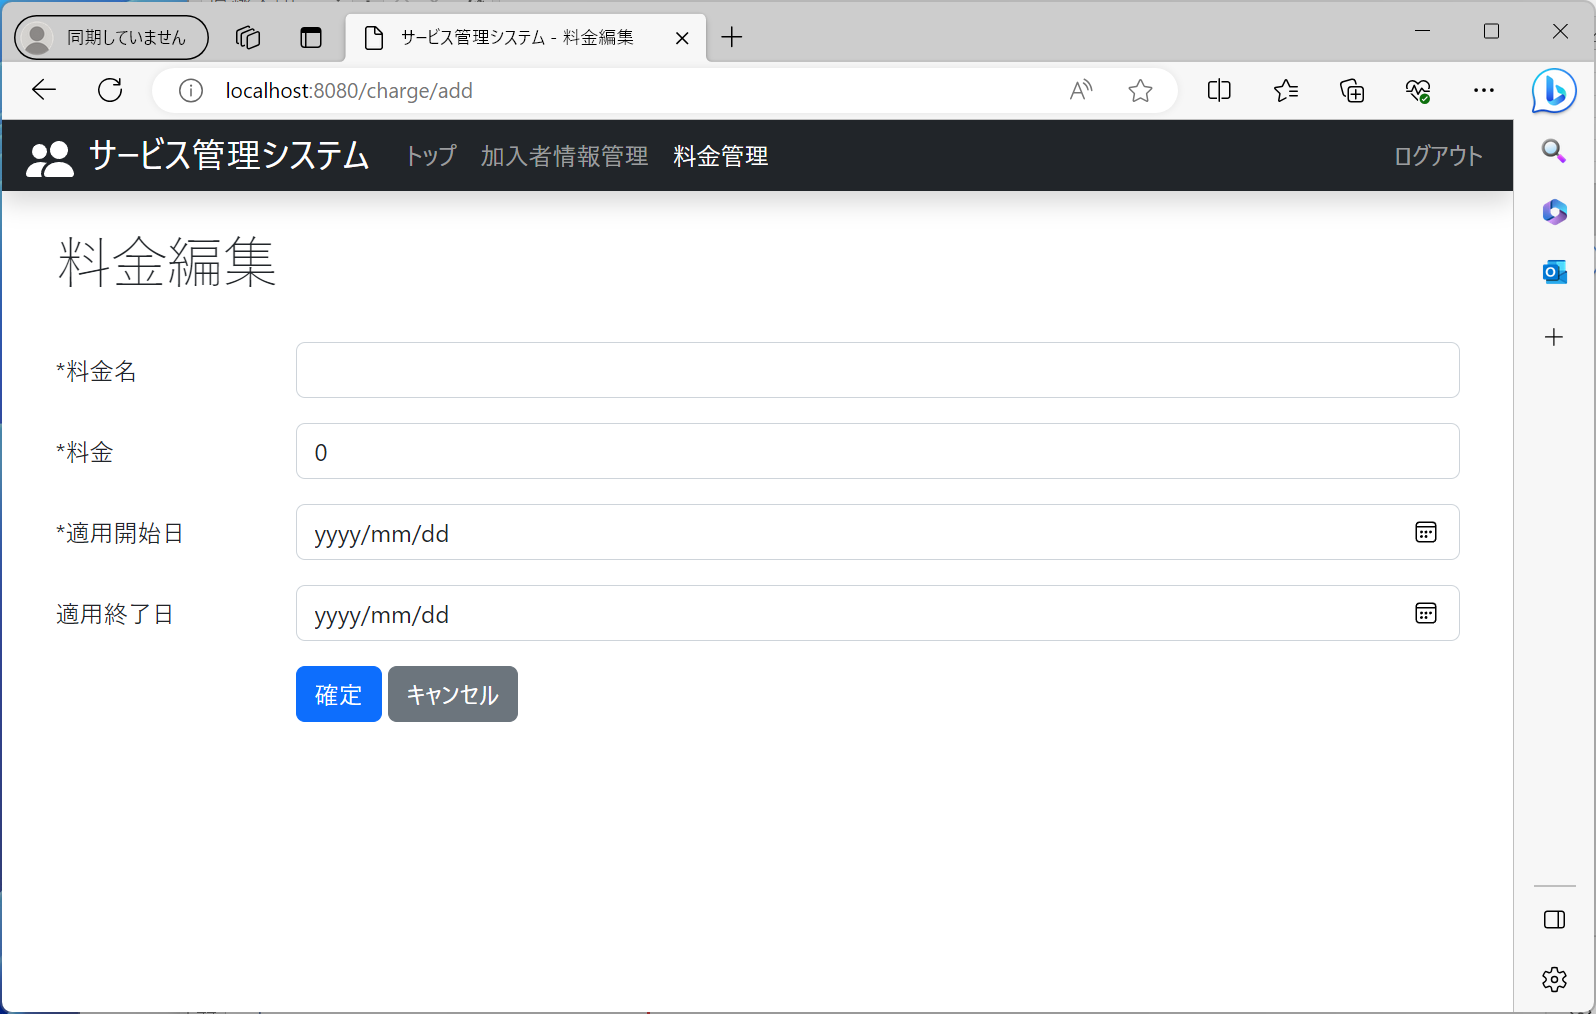 同期していません
サービス管理システム - 料金編集
localhost:8080/charge/add
サービス管理システム トップ 加入者情報管理 料金管理 ログアウト
料金編集
*料金名
*料金 0
*適用開始日 yyyy/mm/dd
適用終了日 yyyy/mm/dd
確定 キャンセル